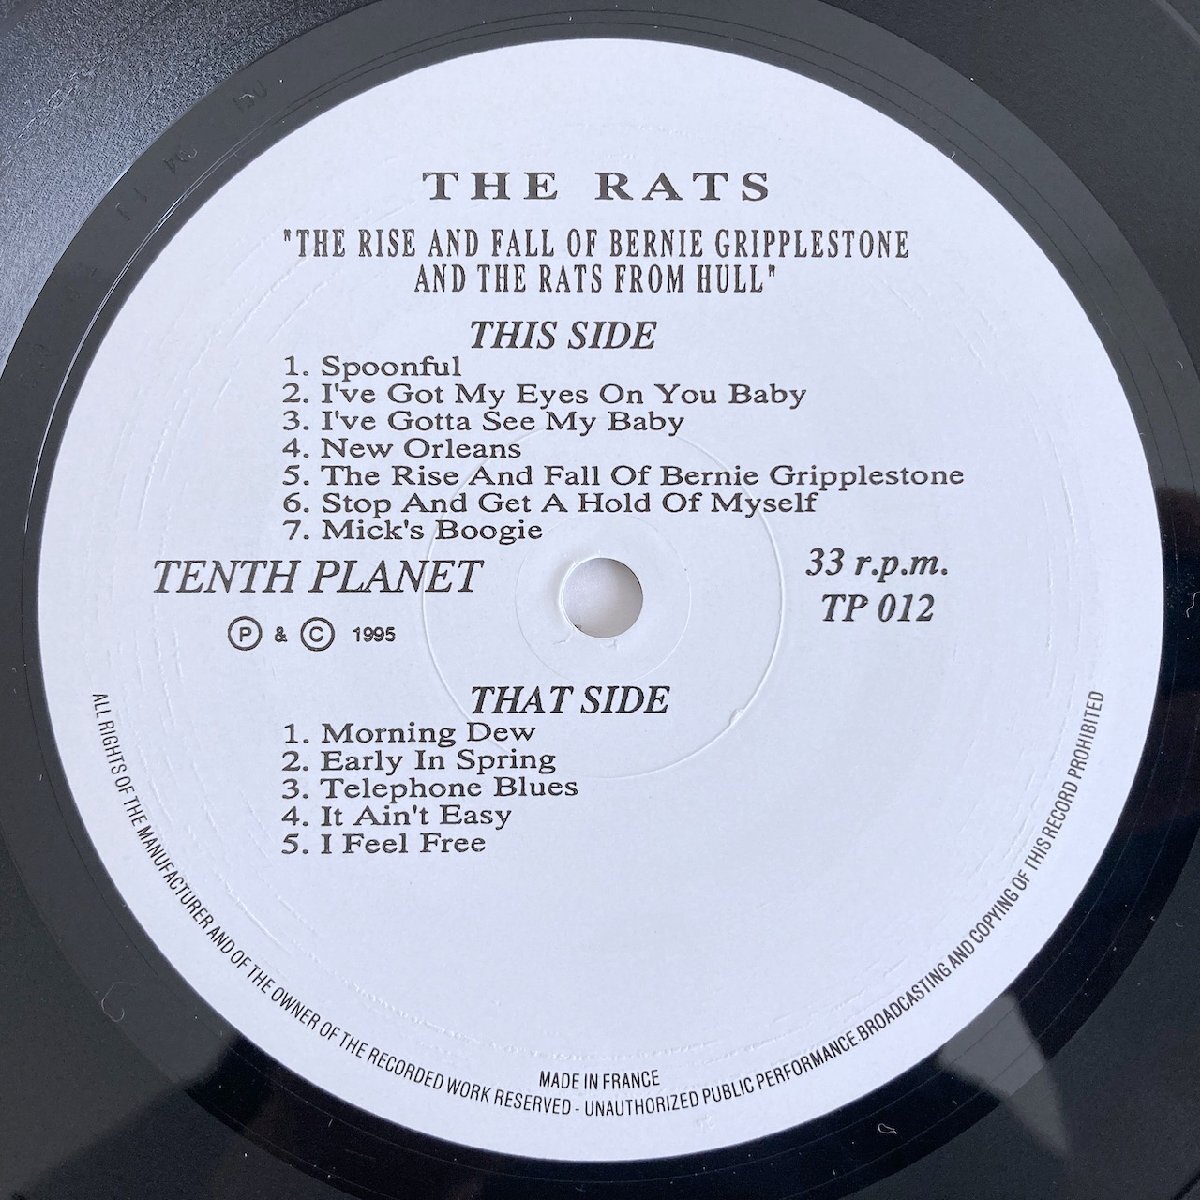 THE RATS
"THE RISE AND FALL OF BERNIE GRIPPLESTONE
AND THE RATS FROM HULL"
THIS SIDE
1. Spoonful
2. I've Got My Eyes On You Baby
3. I've Gotta See My Baby
4. New Orleans
5. The Rise And Fall Of Bernie Gripplestone
6. Stop And Get A Hold Of Myself
7. Mick's Boogie
TENTH PLANET
Ⓟ & © 1995
33 r.p.m.
TP 012
THAT SIDE
1. Morning Dew
2. Early In Spring
3. Telephone Blues
4. It Ain't Easy
5. I Feel Free
MADE IN FRANCE
ALL RIGHTS OF THE MANUFACTURER AND OF THE OWNER OF THE RECORDED WORK RESERVED - UNAUTHORIZED PUBLIC PERFORMANCE.BROADCASTING AND COPYING OF THIS RECORD PROHIBITED